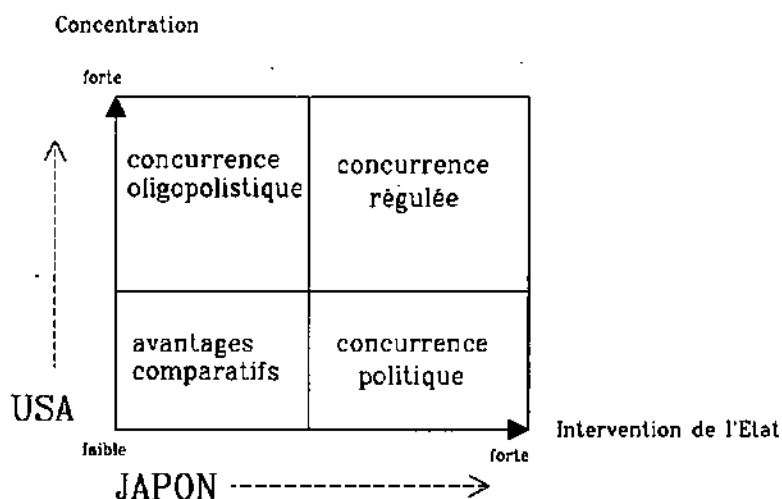 Concentration
forte
concurrence
oligopolistique
concurrence
régulée
avantages
comparatifs
concurrence
politique
USA
faible
forte
Intervention de l'Etat
JAPON